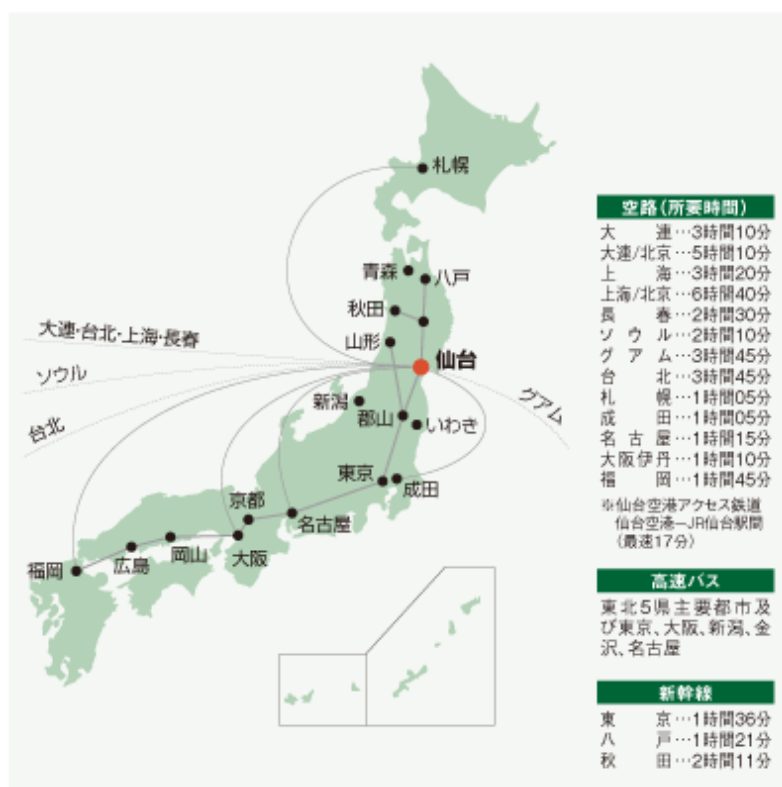 札幌
青森
八戸
秋田
山形
仙台
大連・台北・上海・長春
ソウル
台北
グアム
新潟
郡山
いわき
東京
成田
京都
名古屋
福岡
広島
岡山
大阪
空路(所要時間)
大連…3時間10分
大連/北京…5時間10分
上海…3時間20分
上海/北京…6時間40分
長春…2時間30分
ソウル…2時間10分
グアム…3時間45分
台北…3時間45分
札幌…1時間05分
成田…1時間05分
名古屋…1時間15分
大阪伊丹…1時間10分
福岡…1時間45分
※仙台空港アクセス鉄道
仙台空港−JR仙台駅間
(最速17分)
高速バス
東北5県主要都市及
び東京、大阪、新潟、金
沢、名古屋
新幹線
東京…1時間36分
八戸…1時間21分
秋田…2時間11分